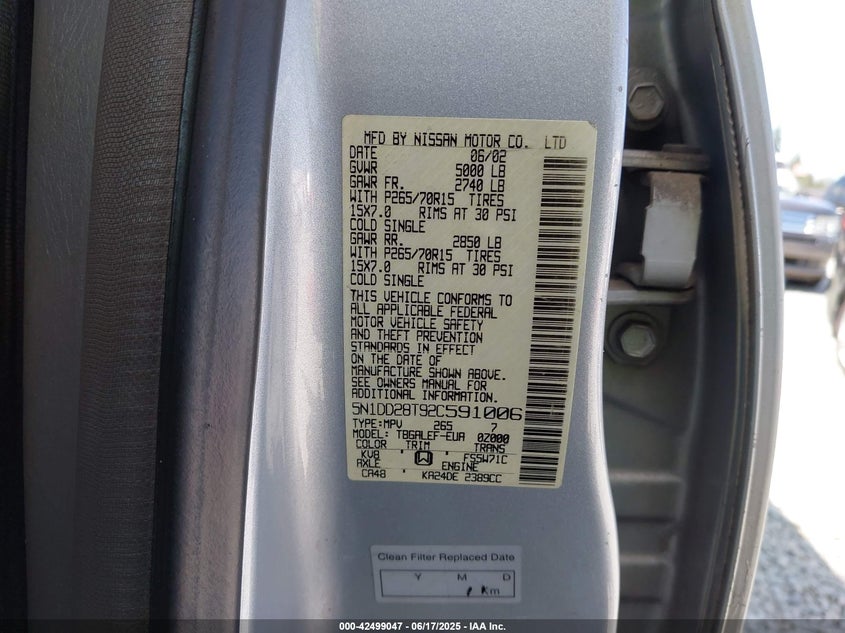 MFD BY NISSAN MOTOR CO. LTD
DATE 06/02
GVWR 5000 LB
GAWR FR. 2740 LB
WITH P265/70R15 TIRES
15X7.0 RIMS AT 30 PSI
COLD SINGLE
GAWR RR. 2850 LB
WITH P265/70R15 TIRES
15X7.0 RIMS AT 30 PSI
COLD SINGLE
THIS VEHICLE CONFORMS TO
ALL APPLICABLE FEDERAL
MOTOR VEHICLE SAFETY
AND THEFT PREVENTION
STANDARDS IN EFFECT
ON THE DATE OF
MANUFACTURE SHOWN ABOVE.
SEE OWNERS MANUAL FOR
ADDITIONAL INFORMATION.
5N1DD28T92C591006
TYPE:MPV 265 7
MODEL: TBGALEF-EUA 0Z000
COLOR TRIM TRANS
KV8 W FS5W71C
AXLE ENGINE
CA48 KA24DE 2389CC
Clean Filter Replaced Date
Y M D
Km
000-42499047 - 06/17/2025 - IAA Inc.